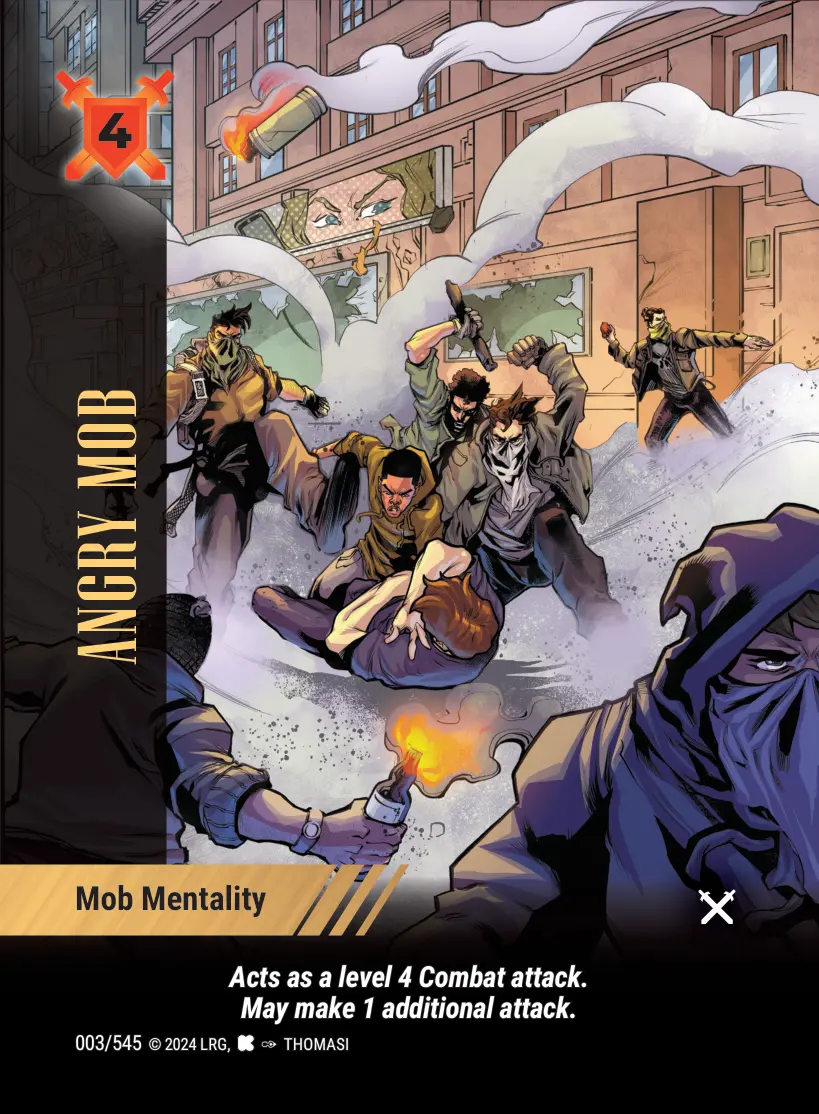 4
ANGRY MOB
Mob Mentality
Acts as a level 4 Combat attack.
May make 1 additional attack.
003/545 © 2024 LRG, THOMASI